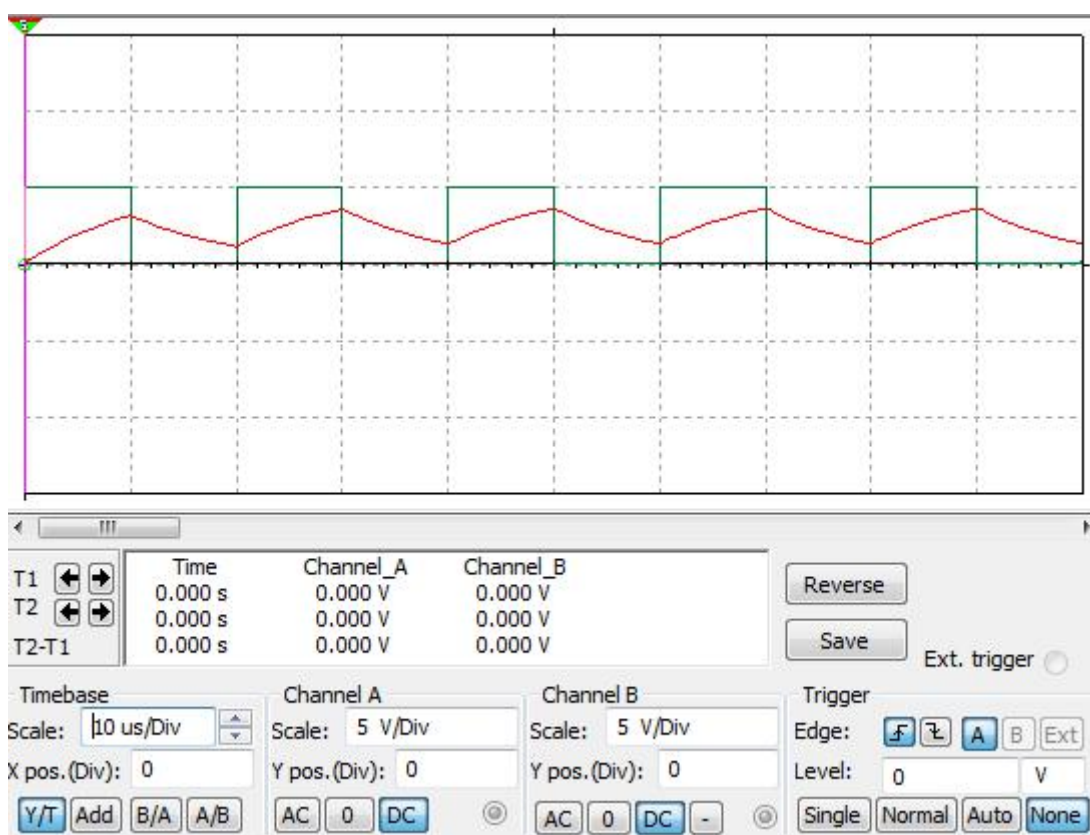 Time Channel_A Channel_B
T1 0.000 s 0.000 V 0.000 V
T2 0.000 s 0.000 V 0.000 V
T2-T1 0.000 s 0.000 V 0.000 V
Reverse
Save
Ext. trigger
Timebase
Scale: 10 us/Div
X pos.(Div): 0
Y/T Add B/A A/B
Channel A
Scale: 5 V/Div
Y pos.(Div): 0
AC 0 DC
Channel B
Scale: 5 V/Div
Y pos.(Div): 0
AC 0 DC -
Trigger
Edge: A B Ext
Level: 0 V
Single Normal Auto None